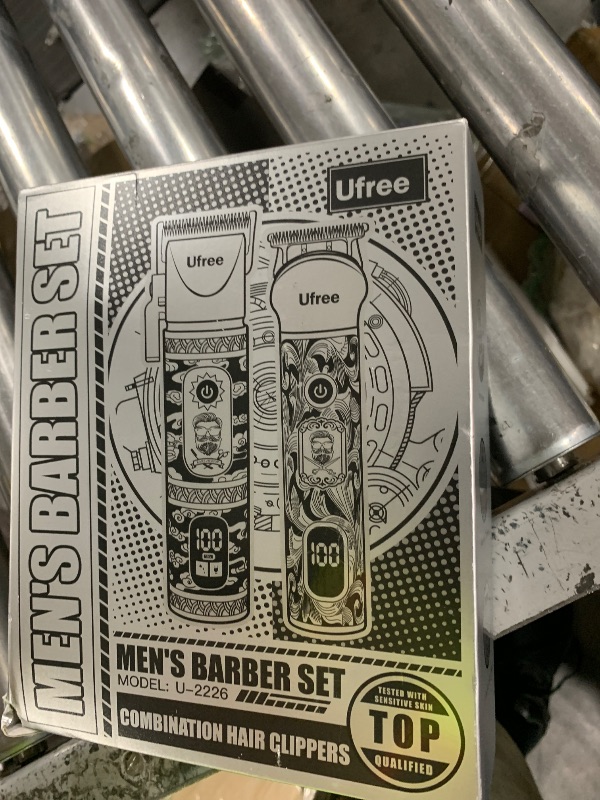 MEN'S BARBER SET
Ufree
Ufree
Ufree
100
100
MEN'S BARBER SET
MODEL: U-2226
COMBINATION HAIR CLIPPERS
TESTED WITH
SENSITIVE SKIN
TOP
QUALIFIED